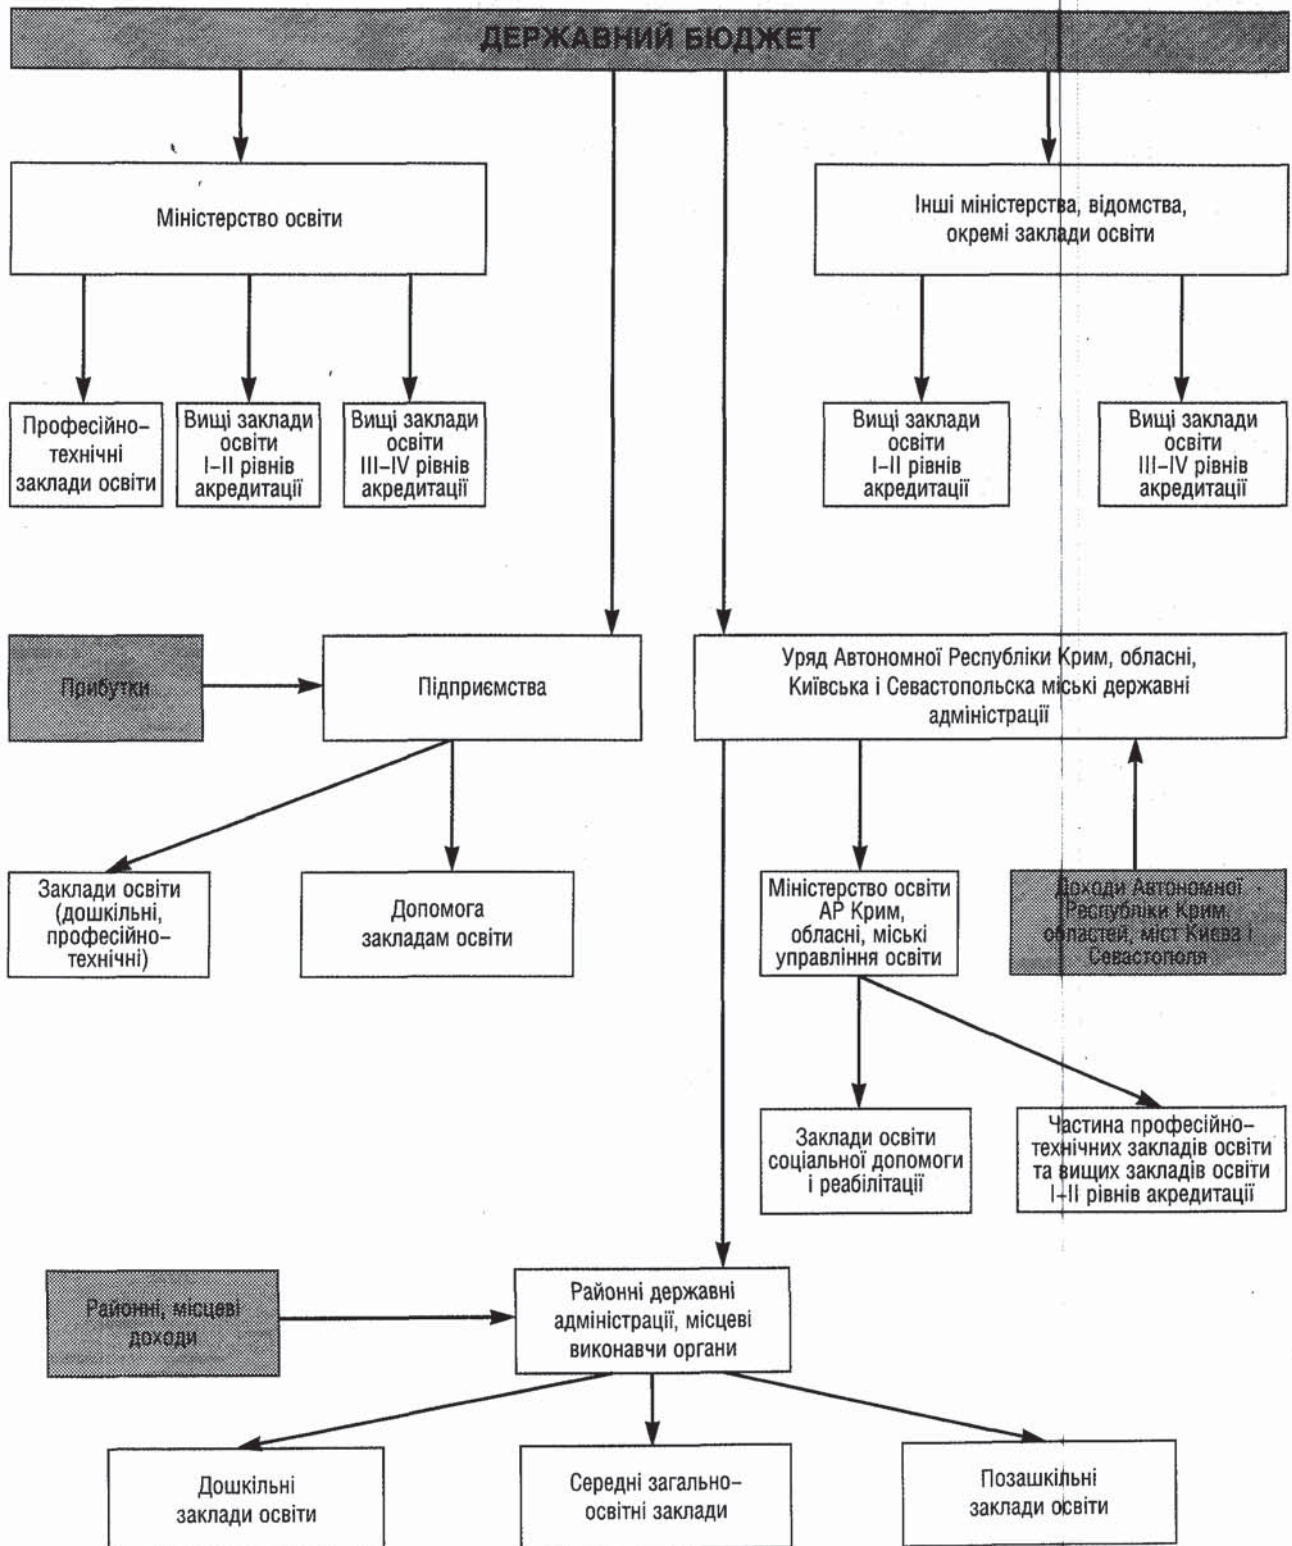 ДЕРЖАВНИЙ БЮДЖЕТ
Міністерство освіти
Інші міністерства, відомства,
окремі заклади освіти
Професійно-
технічні
заклади освіти
Вищі заклади
освіти
I-II рівнів
акредитації
Вищі заклади
освіти
III-IV рівнів
акредитації
Вищі заклади
освіти
I-II рівнів
акредитації
Вищі заклади
освіти
III-IV рівнів
акредитації
Прибутки
Підприємства
Уряд Автономної Республіки Крим, обласні,
Київська і Севастопольска міські державні
адміністрації
Заклади освіти
(дошкільні,
професійно-
технічні)
Допомога
закладам освіти
Міністерство освіти
АР Крим,
обласні, міські
управління освіти
Доходи Автономної
Республіки Крим,
областей, міст Києва і
Севастополя
Заклади освіти
соціальної допомоги
і реабілітації
Частина професійно-
технічних закладів освіти
та вищих закладів освіти
I-II рівнів акредитації
Районні, місцеві
доходи
Районні державні
адміністрації, місцеві
виконавчи органи
Дошкільні
заклади освіти
Середні загально-
освітні заклади
Позашкільні
заклади освіти